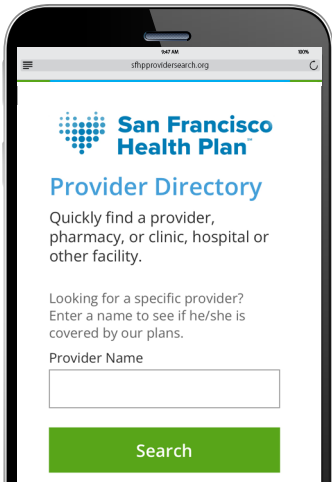 9:47 AM 100%
sfhpprovidersearch.org
San Francisco
Health Plan™
Provider Directory
Quickly find a provider,
pharmacy, or clinic, hospital or
other facility.
Looking for a specific provider?
Enter a name to see if he/she is
covered by our plans.
Provider Name
Search